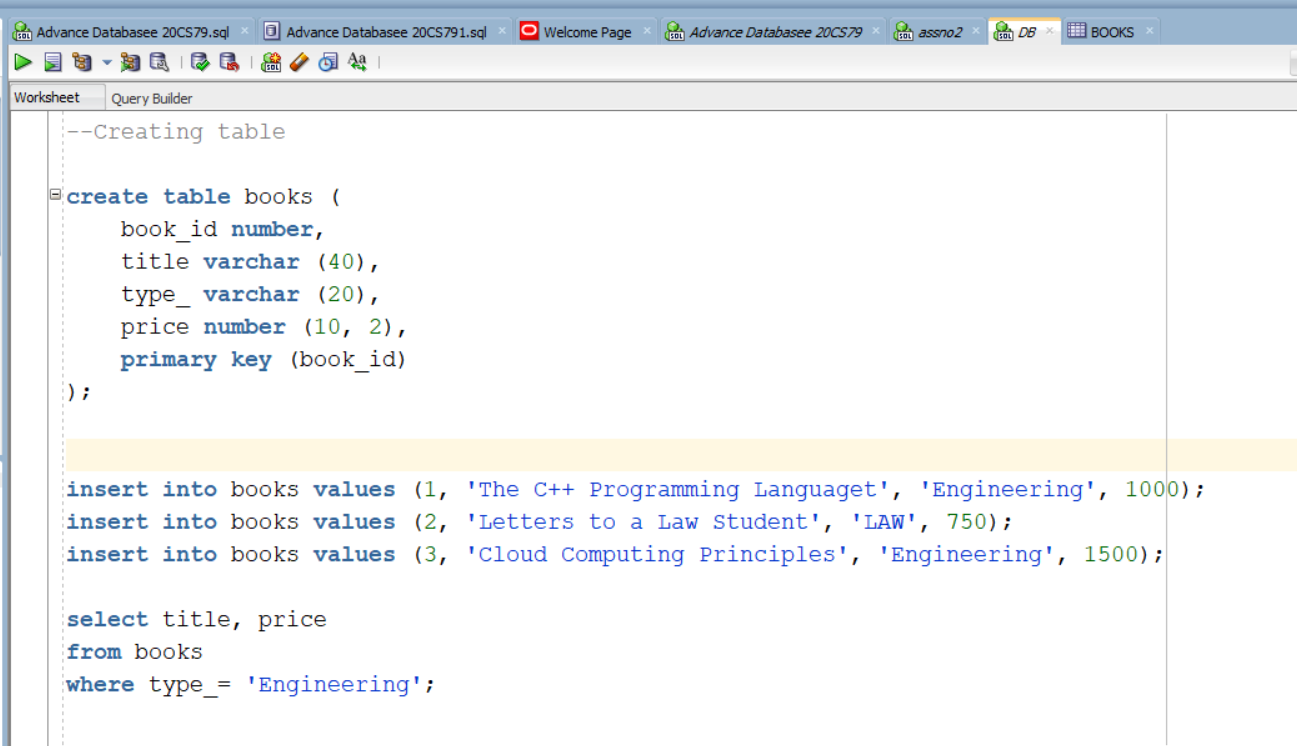 Advance Databasee 20CS79.sql × Advance Databasee 20CS791.sql × Welcome Page × Advance Databasee 20CS79 × assno2 × DB × BOOKS ×
Worksheet Query Builder
--Creating table
create table books (
    book_id number,
    title varchar (40),
    type_ varchar (20),
    price number (10, 2),
    primary key (book_id)
);
insert into books values (1, 'The C++ Programming Languaget', 'Engineering', 1000);
insert into books values (2, 'Letters to a Law Student', 'LAW', 750);
insert into books values (3, 'Cloud Computing Principles', 'Engineering', 1500);
select title, price
from books
where type_= 'Engineering';